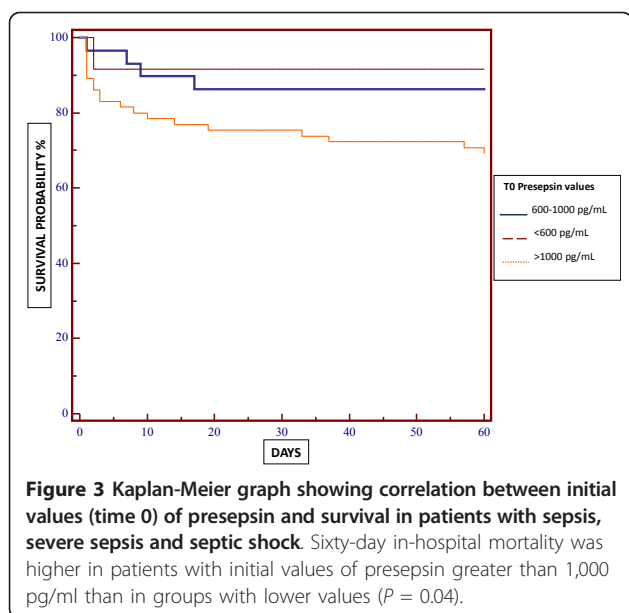 100
80
60
40
20
0
SURVIVAL PROBABILITY %
0 10 20 30 40 50 60
DAYS
T0 Presepsin values
600-1000 pg/mL
<600 pg/mL
>1000 pg/mL
Figure 3 Kaplan-Meier graph showing correlation between initial
values (time 0) of presepsin and survival in patients with sepsis,
severe sepsis and septic shock. Sixty-day in-hospital mortality was
higher in patients with initial values of presepsin greater than 1,000
pg/ml than in groups with lower values (P = 0.04).